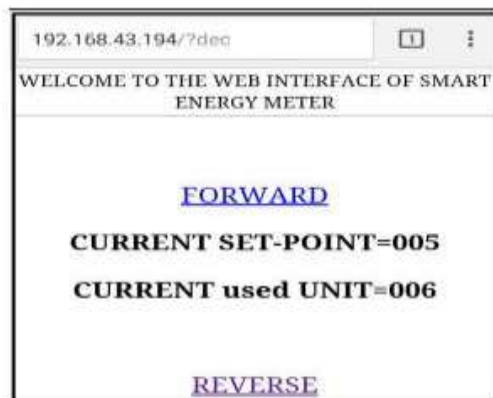 192.168.43.194/?dec
1
WELCOME TO THE WEB INTERFACE OF SMART
ENERGY METER
FORWARD
CURRENT SET-POINT=005
CURRENT used UNIT=006
REVERSE